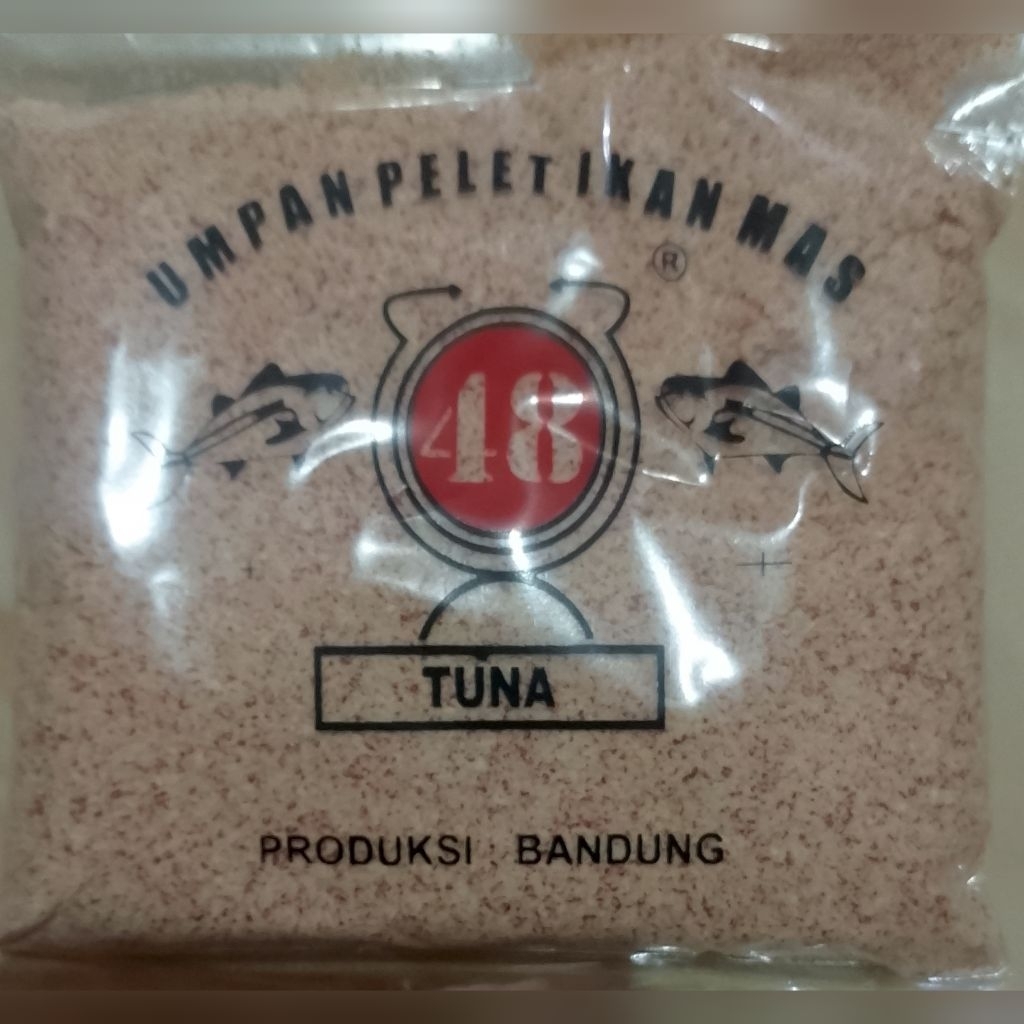 UMPAN PELET IKAN MAS
®
48
TUNA
PRODUKSI BANDUNG